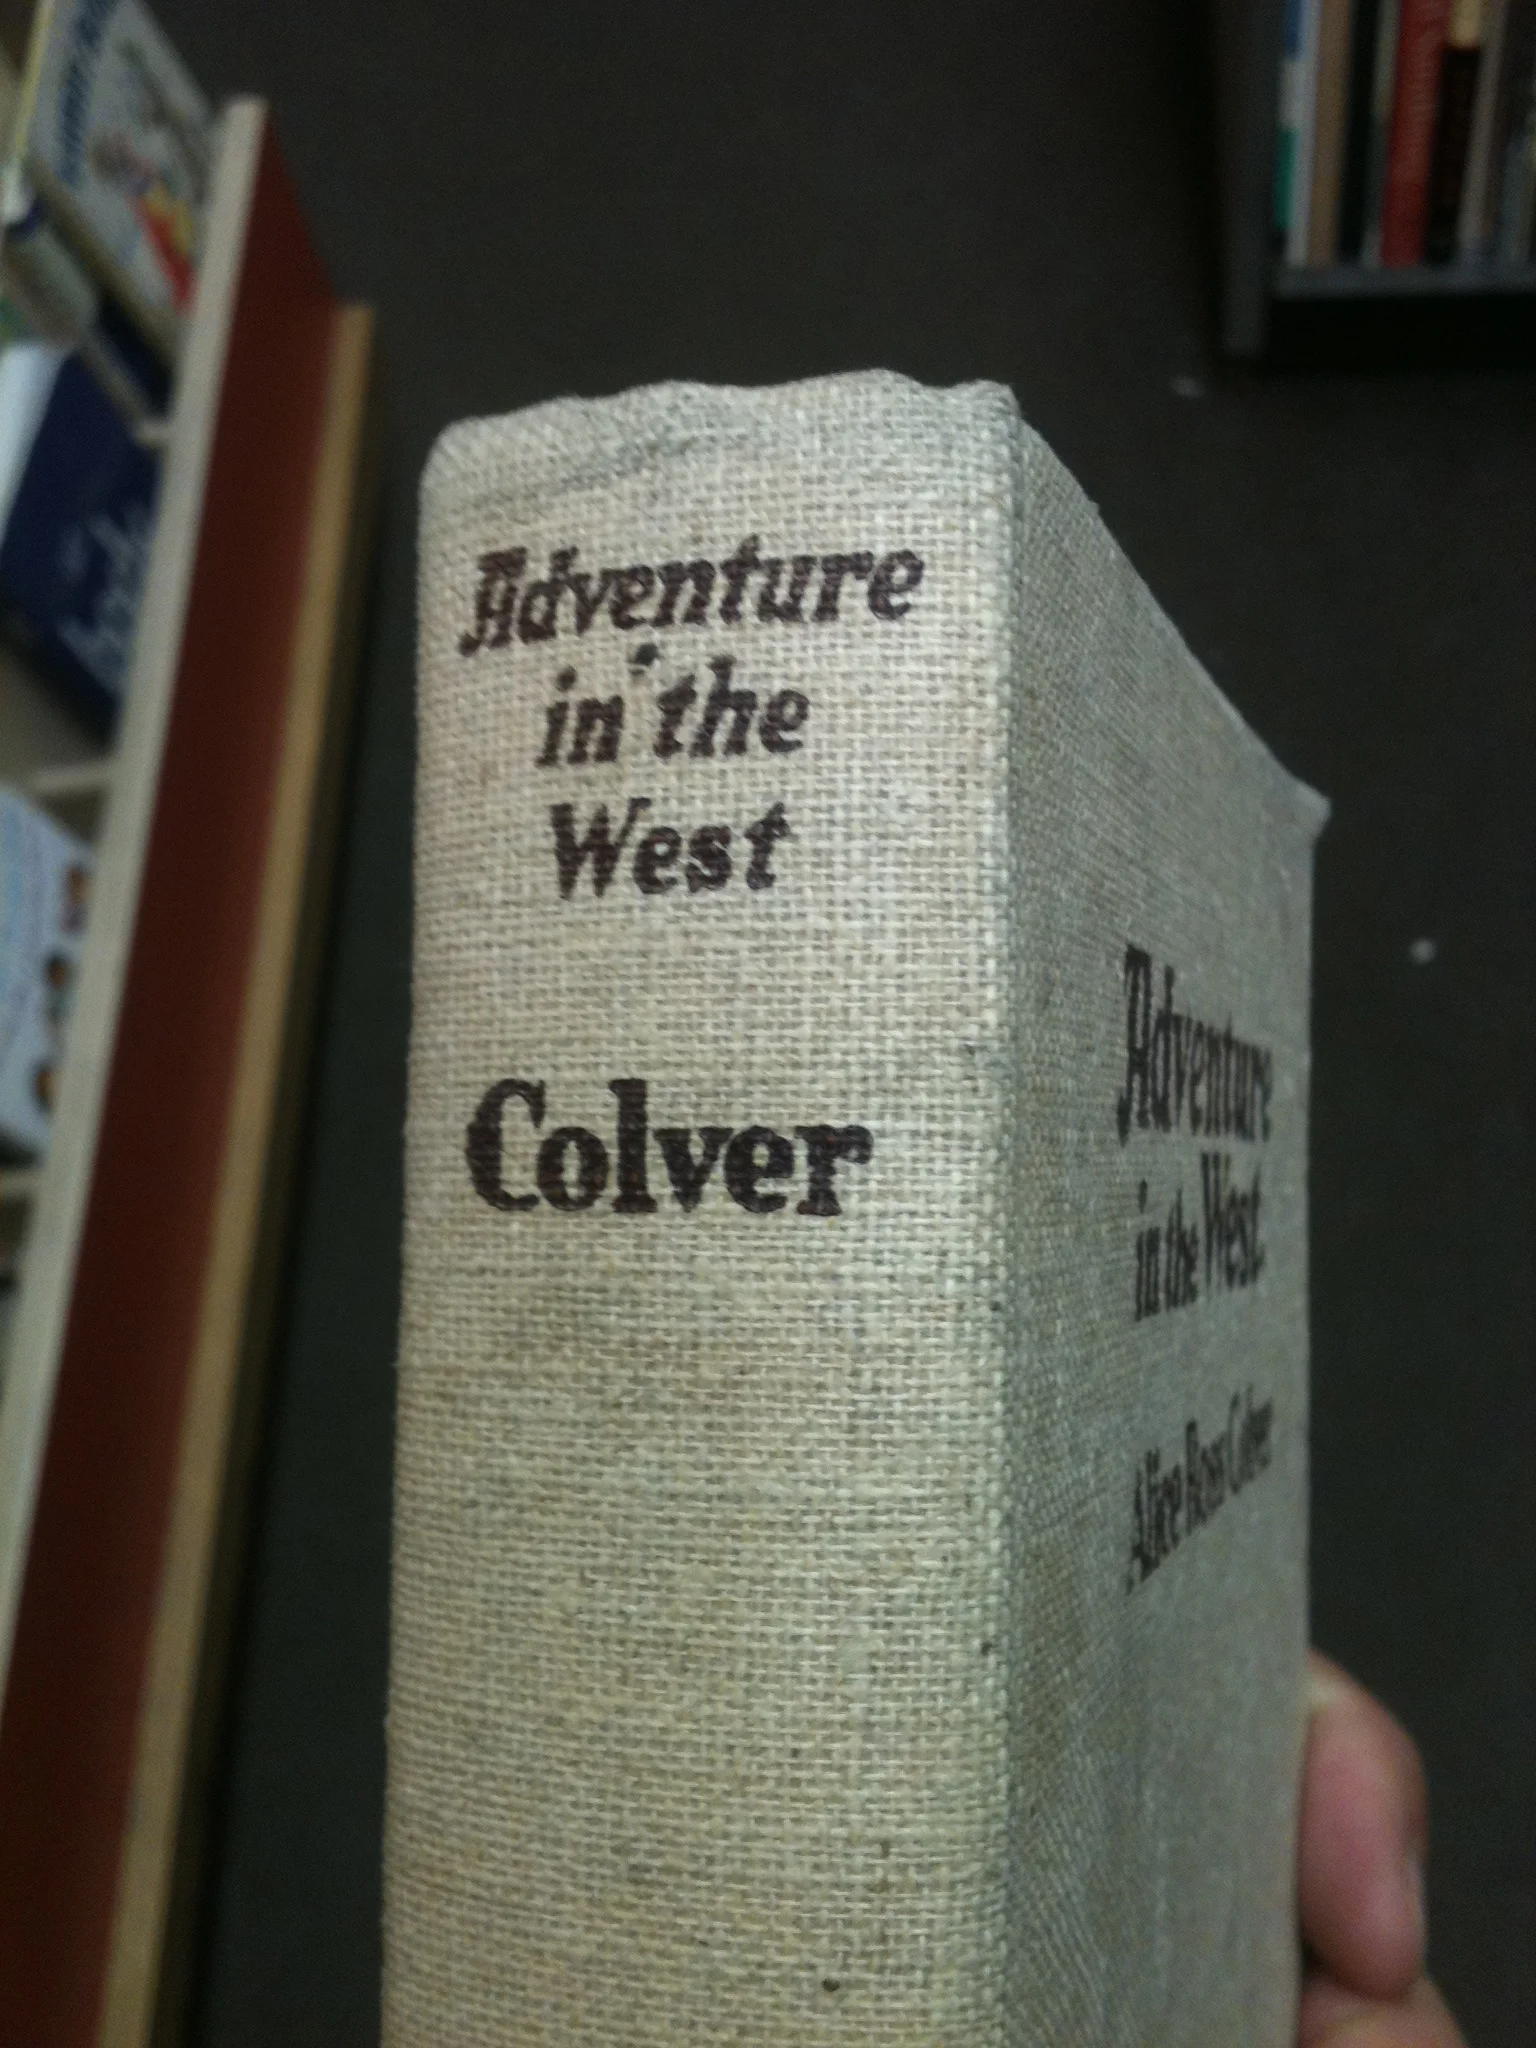 Adventure
in the
West
Colver
Adventure
in the West
Alice Ross Colver